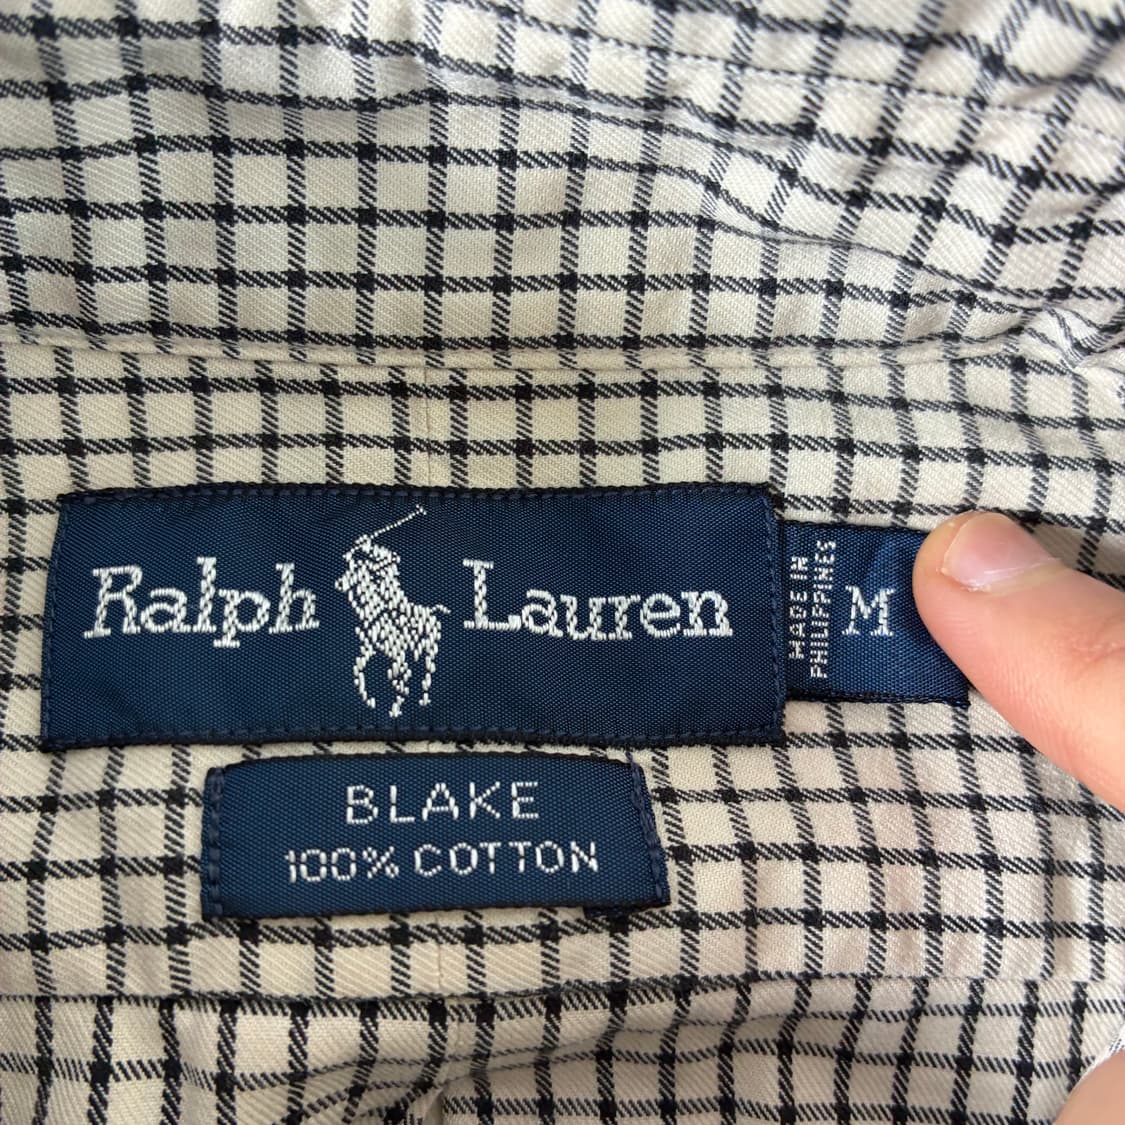 Ralph Lauren
MADE IN
PHILIPPINES
M
BLAKE
100% COTTON